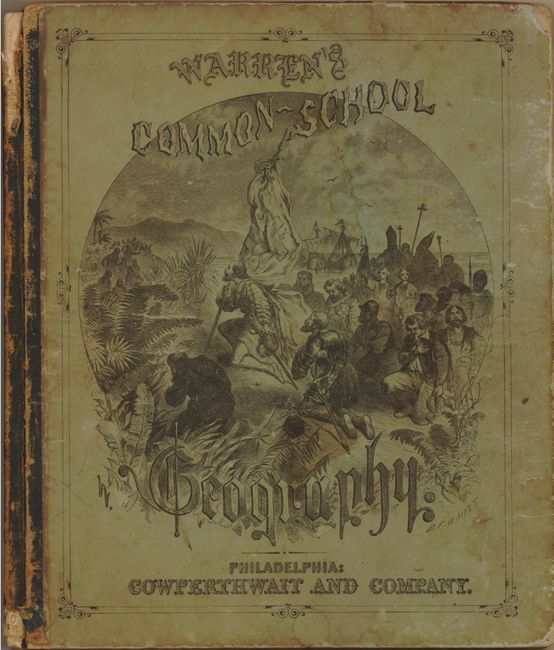 WARREN'S
COMMON-SCHOOL
Geography:
PHILADELPHIA:
COWPERTHWAIT AND COMPANY.